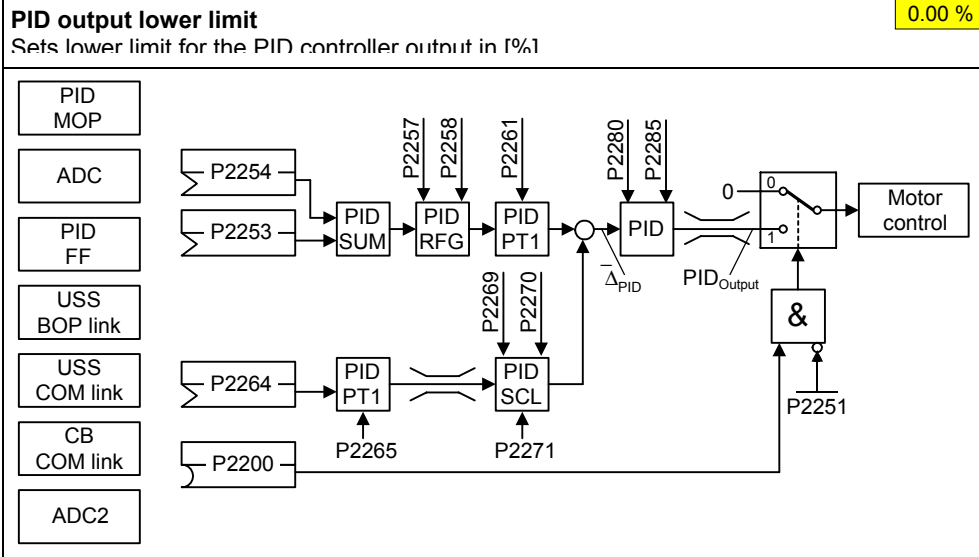 PID output lower limit
0.00 %
Sets lower limit for the PID controller output in [%]
PID
MOP
ADC
PID
FF
USS
BOP link
USS
COM link
CB
COM link
ADC2
P2254
P2253
P2264
P2200
P2257
P2258
P2261
P2280
P2285
PID
SUM
PID
RFG
PID
PT1
PID
0
0
1
Motor
control
Δ PID
PID Output
P2269
P2270
&
PID
PT1
PID
SCL
P2251
P2265
P2271